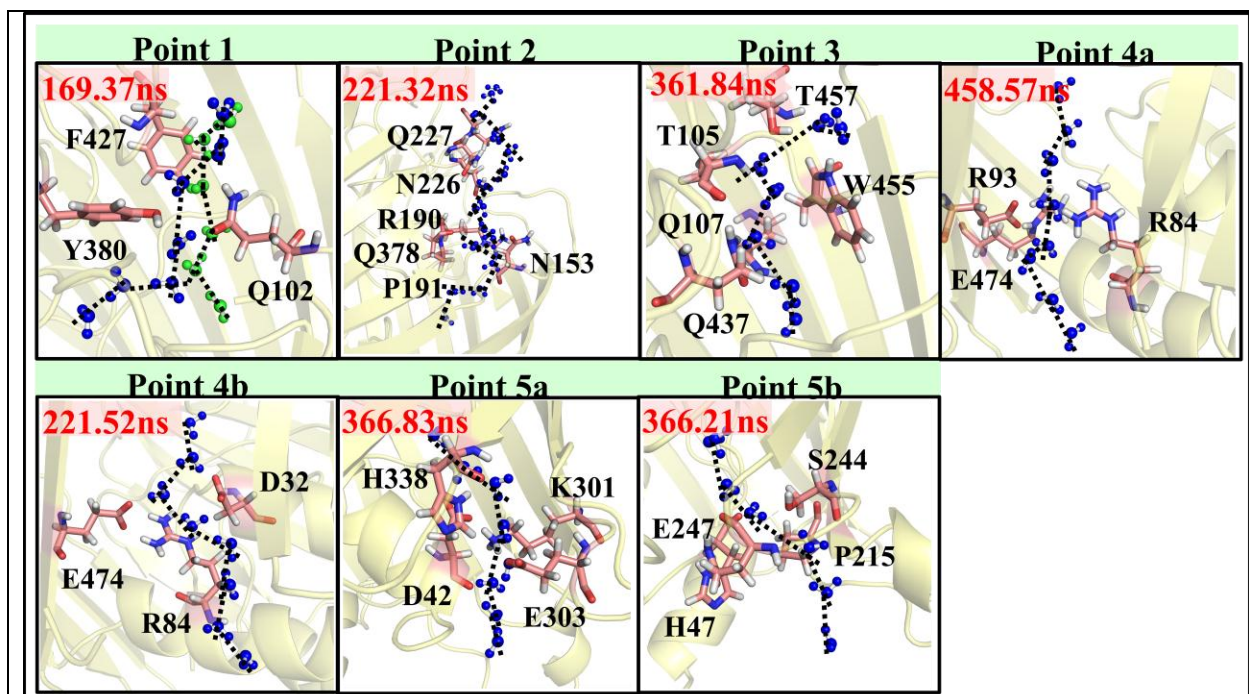 Point 1
Point 2
Point 3
Point 4a
169.37ns
F427
Y380
Q102
221.32ns
Q227
N226
R190
Q378
N153
P191
361.84ns
T457
T105
W455
Q107
Q437
458.57ns
R93
R84
E474
Point 4b
Point 5a
Point 5b
221.52ns
D32
E474
R84
366.83ns
H338
K301
D42
E303
366.21ns
S244
E247
P215
H47